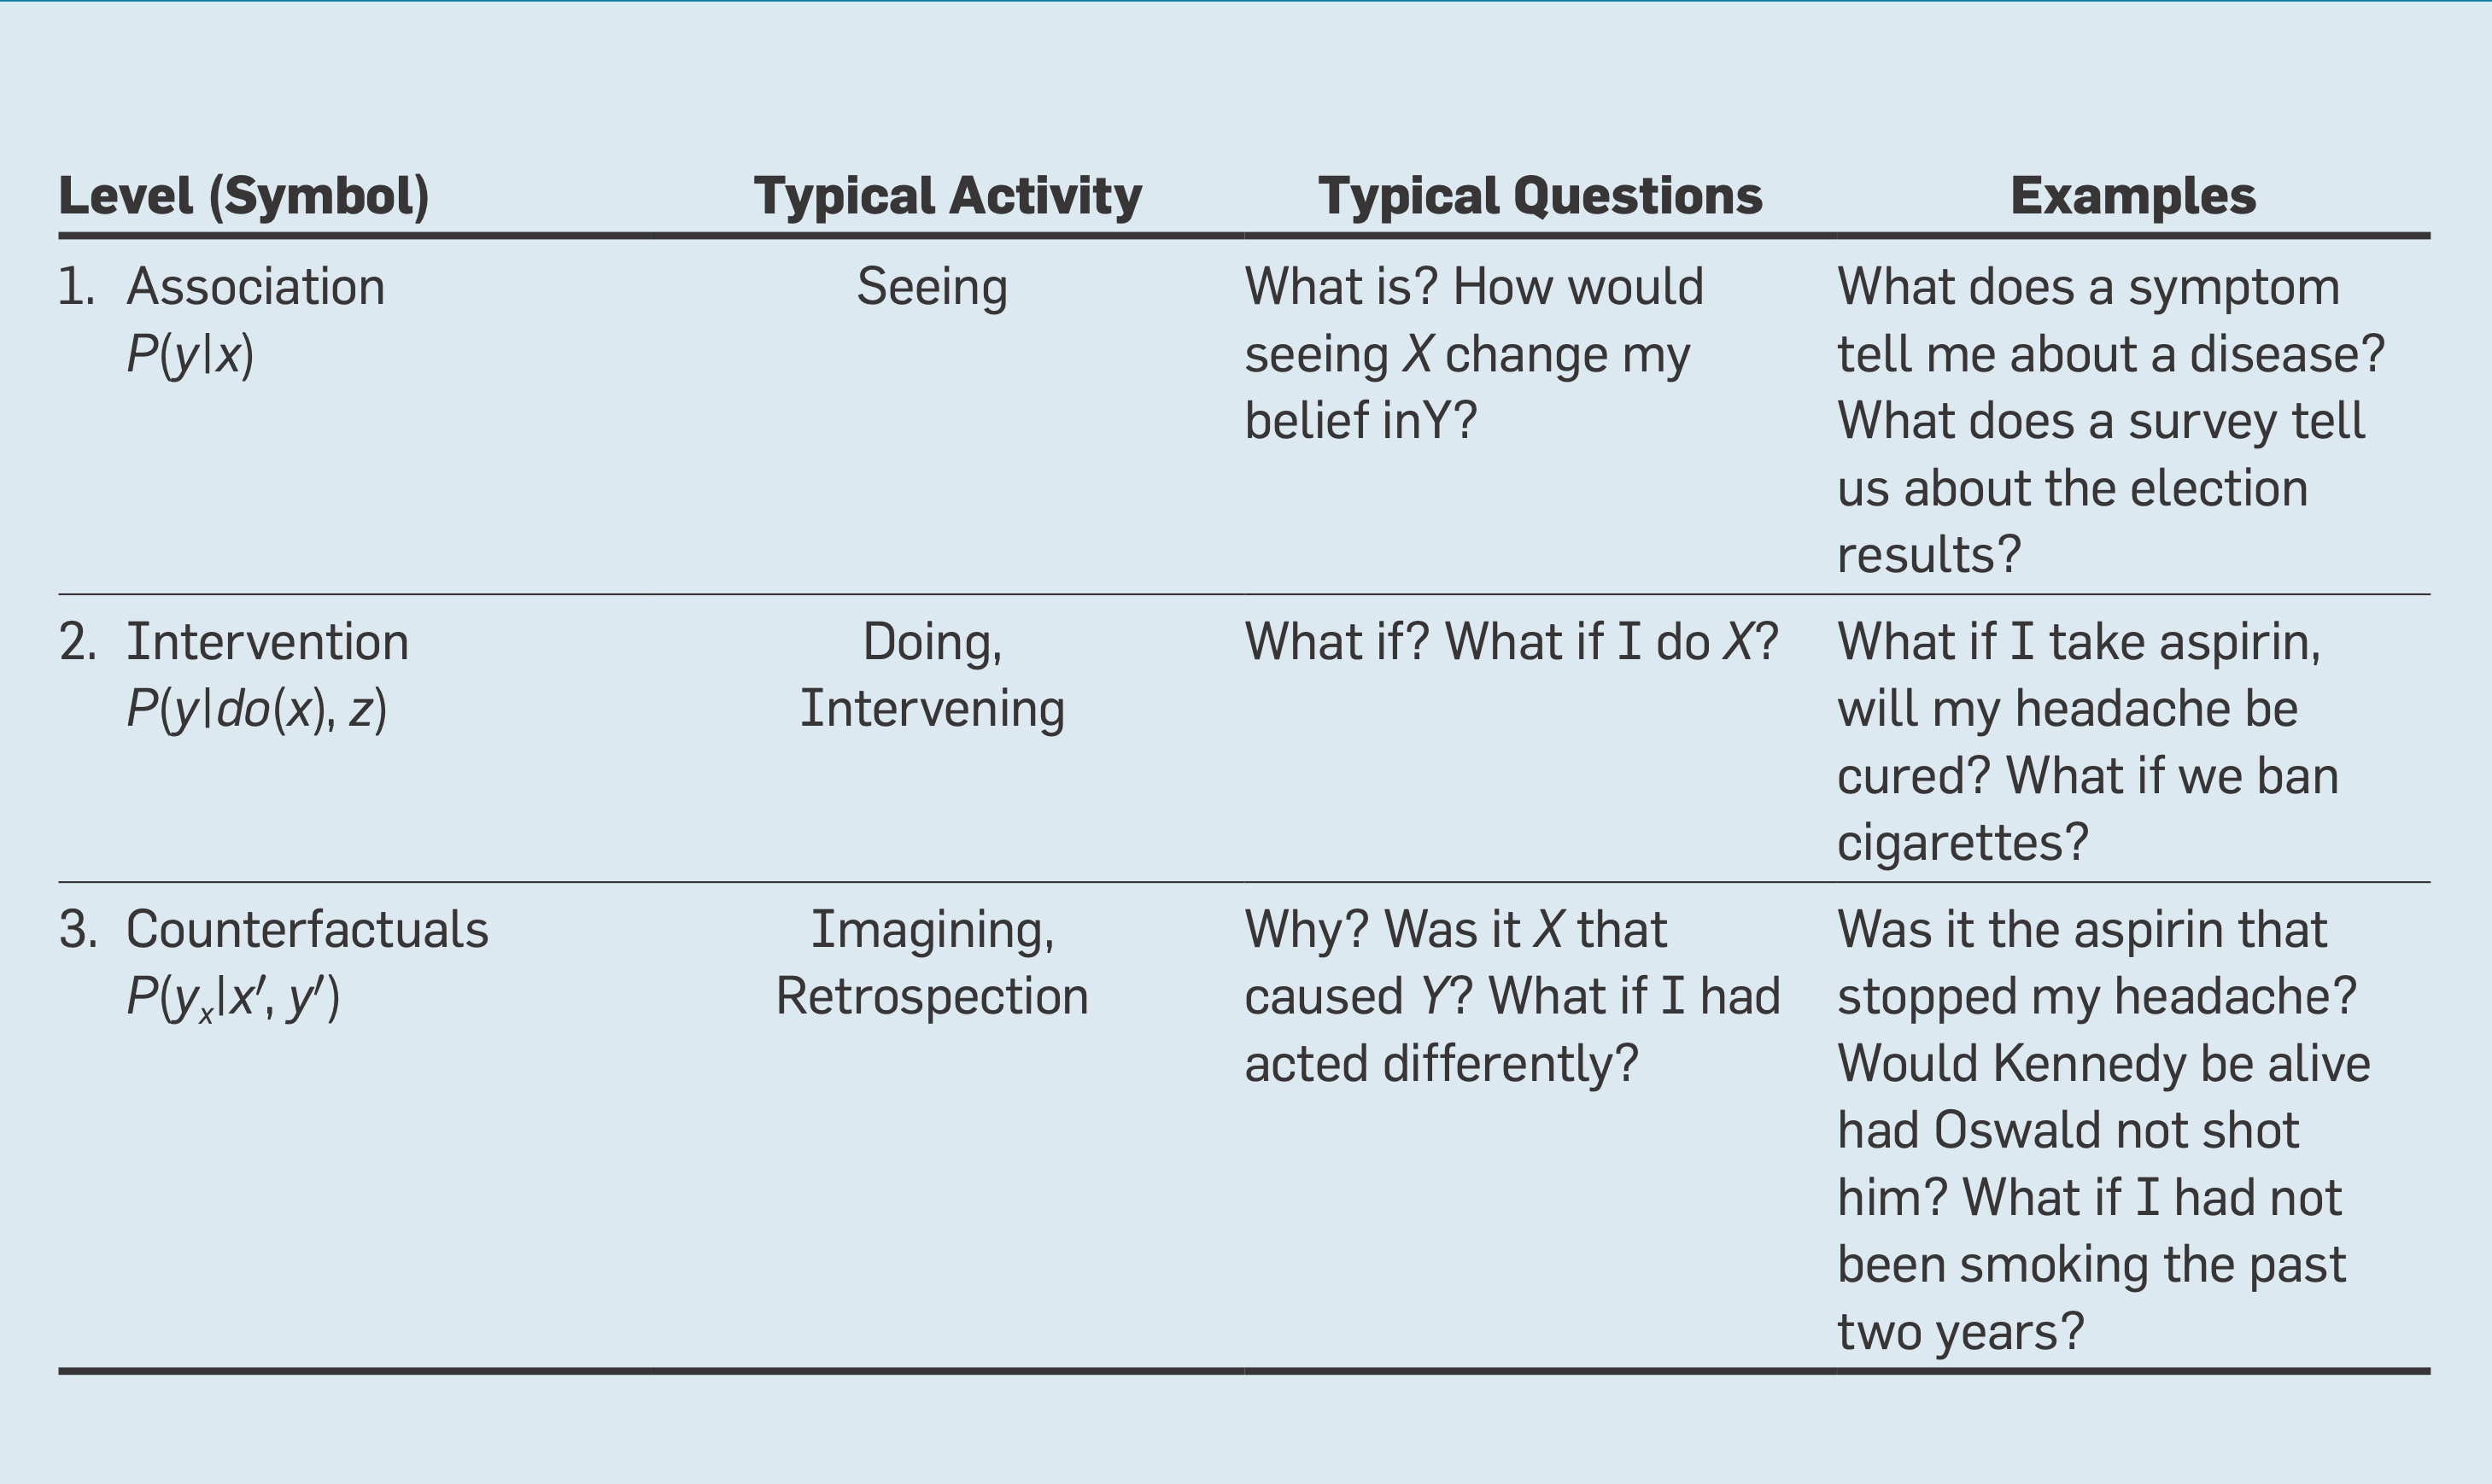 Level (Symbol) Typical Activity Typical Questions Examples
1. Association Seeing What is? How would What does a symptom
P(y|x) seeing X change my tell me about a disease?
belief inY? What does a survey tell
us about the election
results?
2. Intervention Doing, What if? What if I do X? What if I take aspirin,
P(y|do(x), z) Intervening will my headache be
cured? What if we ban
cigarettes?
3. Counterfactuals Imagining, Why? Was it X that Was it the aspirin that
P(yₓ|x′, y′) Retrospection caused Y? What if I had stopped my headache?
acted differently? Would Kennedy be alive
had Oswald not shot
him? What if I had not
been smoking the past
two years?